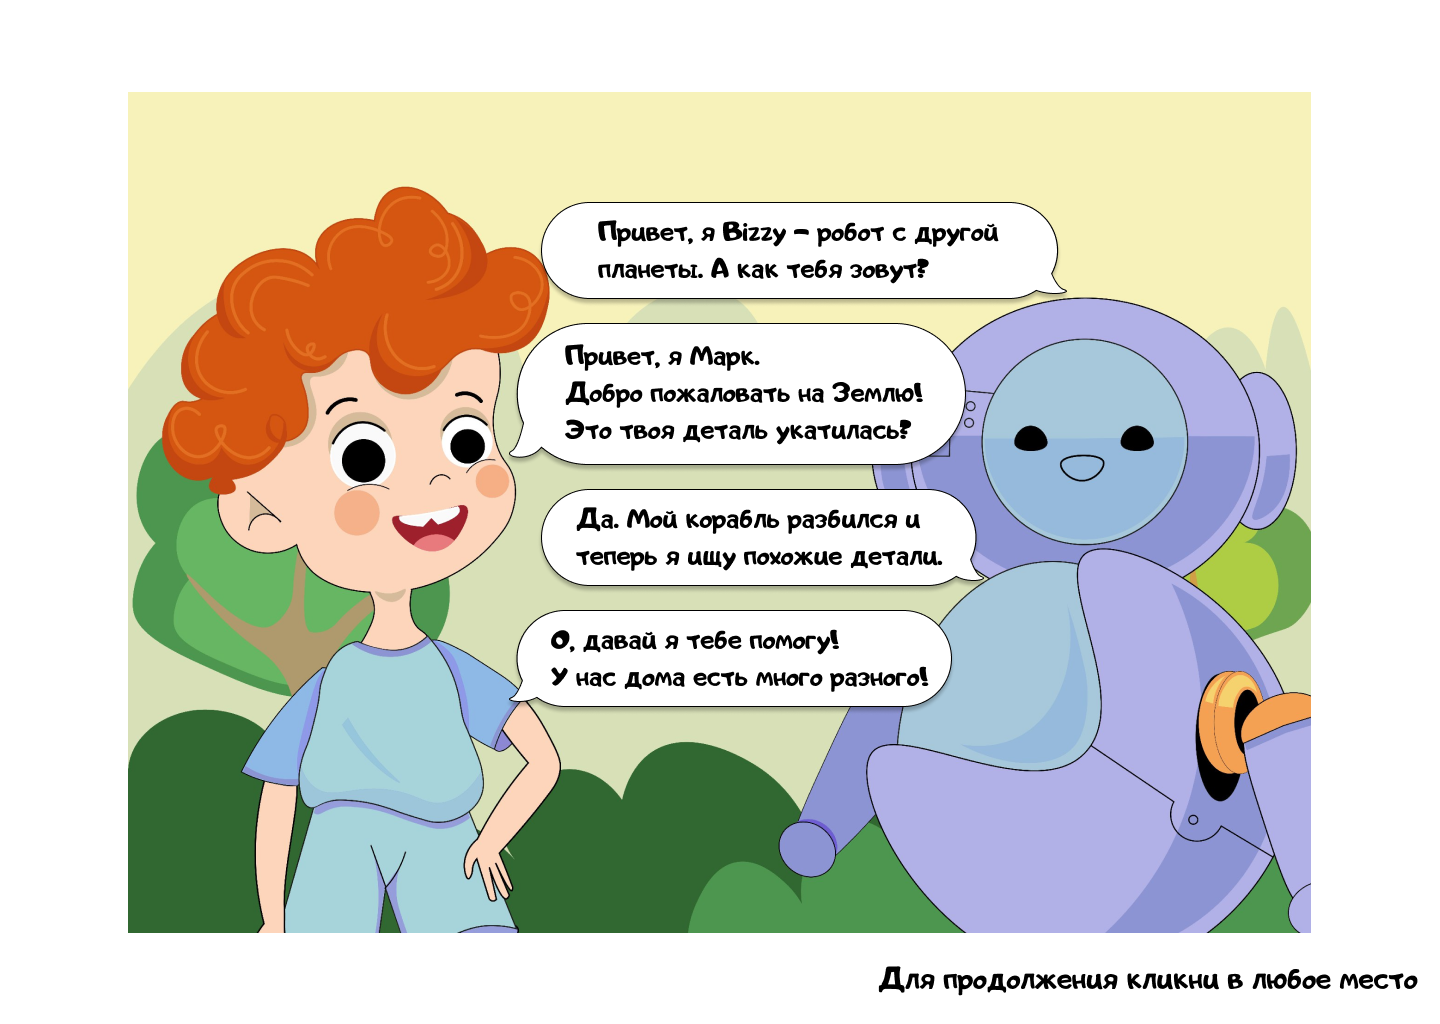 Привет, я Bizzy - робот с другой
планеты. А как тебя зовут?
Привет, я Марк.
Добро пожаловать на Землю!
Это твоя деталь укатилась?
Да. Мой корабль разбился и
теперь я ищу похожие детали.
О, давай я тебе помогу!
У нас дома есть много разного!
Для продолжения кликни в любое место